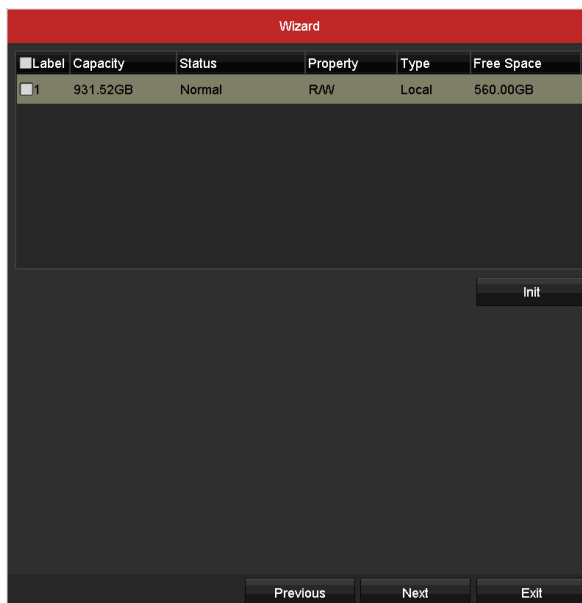 Wizard
Label Capacity Status Property Type Free Space
1 931.52GB Normal R/W Local 560.00GB
Init
Previous Next Exit